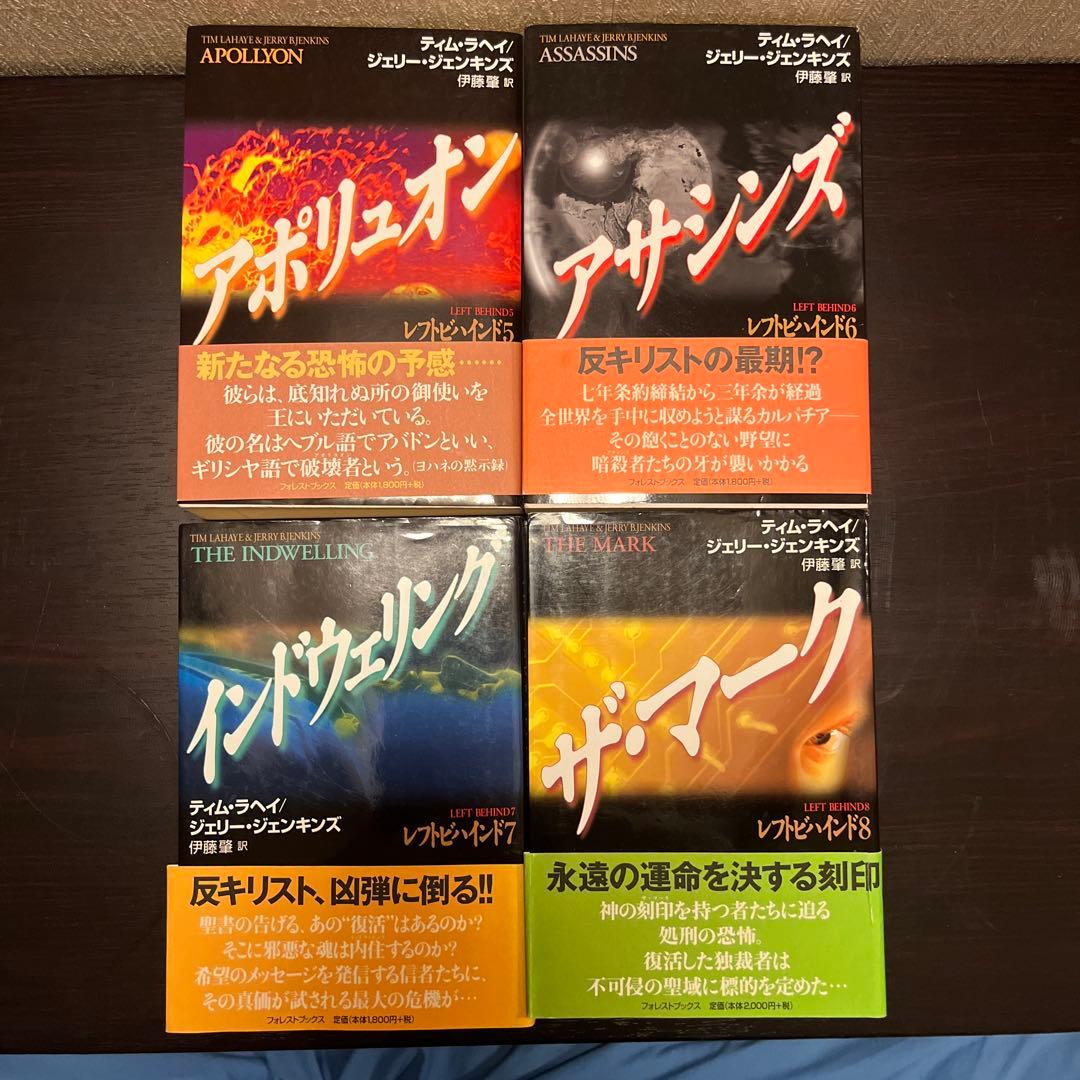 TIM LAHAYE & JERRY B.JENKINS
APOLLYON
ティム・ラヘイ/
ジェリー・ジェンキンズ
伊藤肇 訳
アポリュオン
LEFT BEHIND5
レフトビハインド5
新たなる恐怖の予感……
彼らは、底知れぬ所の御使いを
王にいただいている。
彼の名はヘブル語でアバドンといい、
ギリシヤ語で破壊者という。(ヨハネの黙示録)
フォレストブックス 定価(本体1,800円+税)
TIM LAHAYE & JERRY B.JENKINS
ASSASSINS
ティム・ラヘイ/
ジェリー・ジェンキンズ
伊藤肇 訳
アサシンズ
LEFT BEHIND6
レフトビハインド6
反キリストの最期!?
七年条約締結から三年余が経過
全世界を手中に収めようと謀るカルパチア──
その飽くことのない野望に
暗殺者たちの牙が襲いかかる
フォレストブックス 定価(本体1,800円+税)
TIM LAHAYE & JERRY B.JENKINS
THE INDWELLING
インドウェリング
ティム・ラヘイ/
ジェリー・ジェンキンズ
伊藤肇 訳
LEFT BEHIND7
レフトビハインド7
反キリスト、凶弾に倒る!!
聖書の告げる、あの“復活”はあるのか?
そこに邪悪な魂は内住するのか?
希望のメッセージを発信する信者たちに、
その真価が試される最大の危機が…
フォレストブックス 定価(本体1,800円+税)
TIM LAHAYE & JERRY B.JENKINS
THE MARK
ティム・ラヘイ/
ジェリー・ジェンキンズ
伊藤肇 訳
ザ・マーク
LEFT BEHIND8
レフトビハインド8
永遠の運命を決する刻印
神の刻印を持つ者たちに迫る
処刑の恐怖。
復活した独裁者は
不可侵の聖域に標的を定めた…
フォレストブックス 定価(本体2,000円+税)